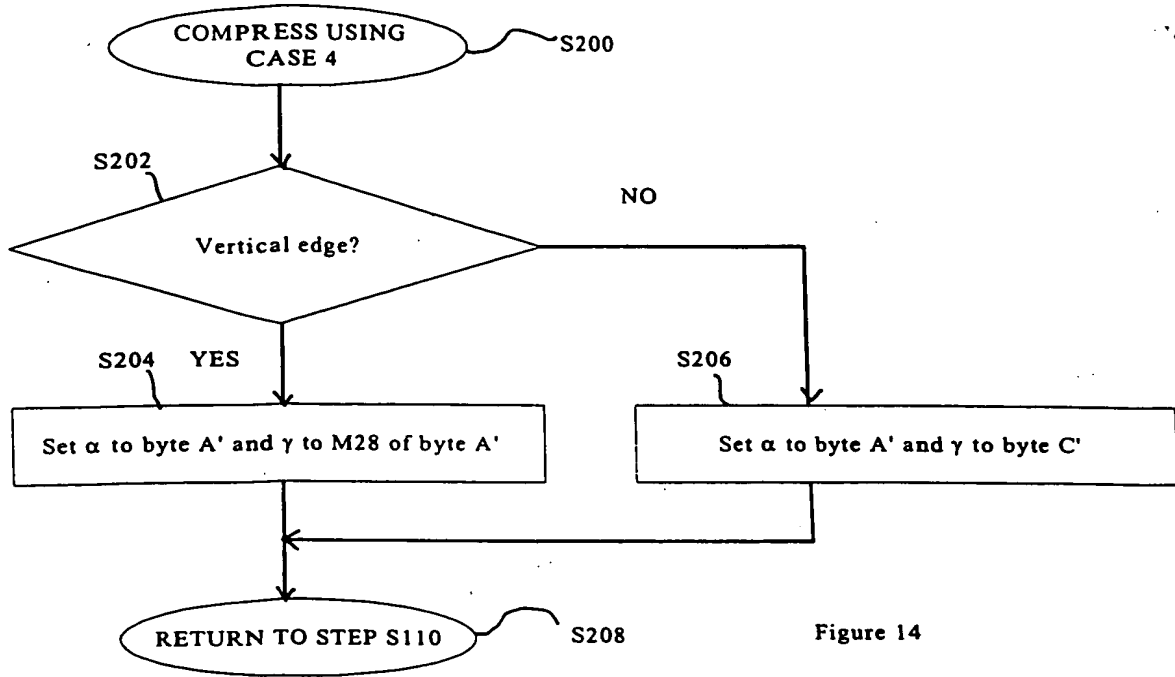 COMPRESS USING
CASE 4
S200
S202
NO
Vertical edge?
S204
YES
S206
Set α to byte A' and γ to M28 of byte A'
Set α to byte A' and γ to byte C'
RETURN TO STEP S110
S208
Figure 14